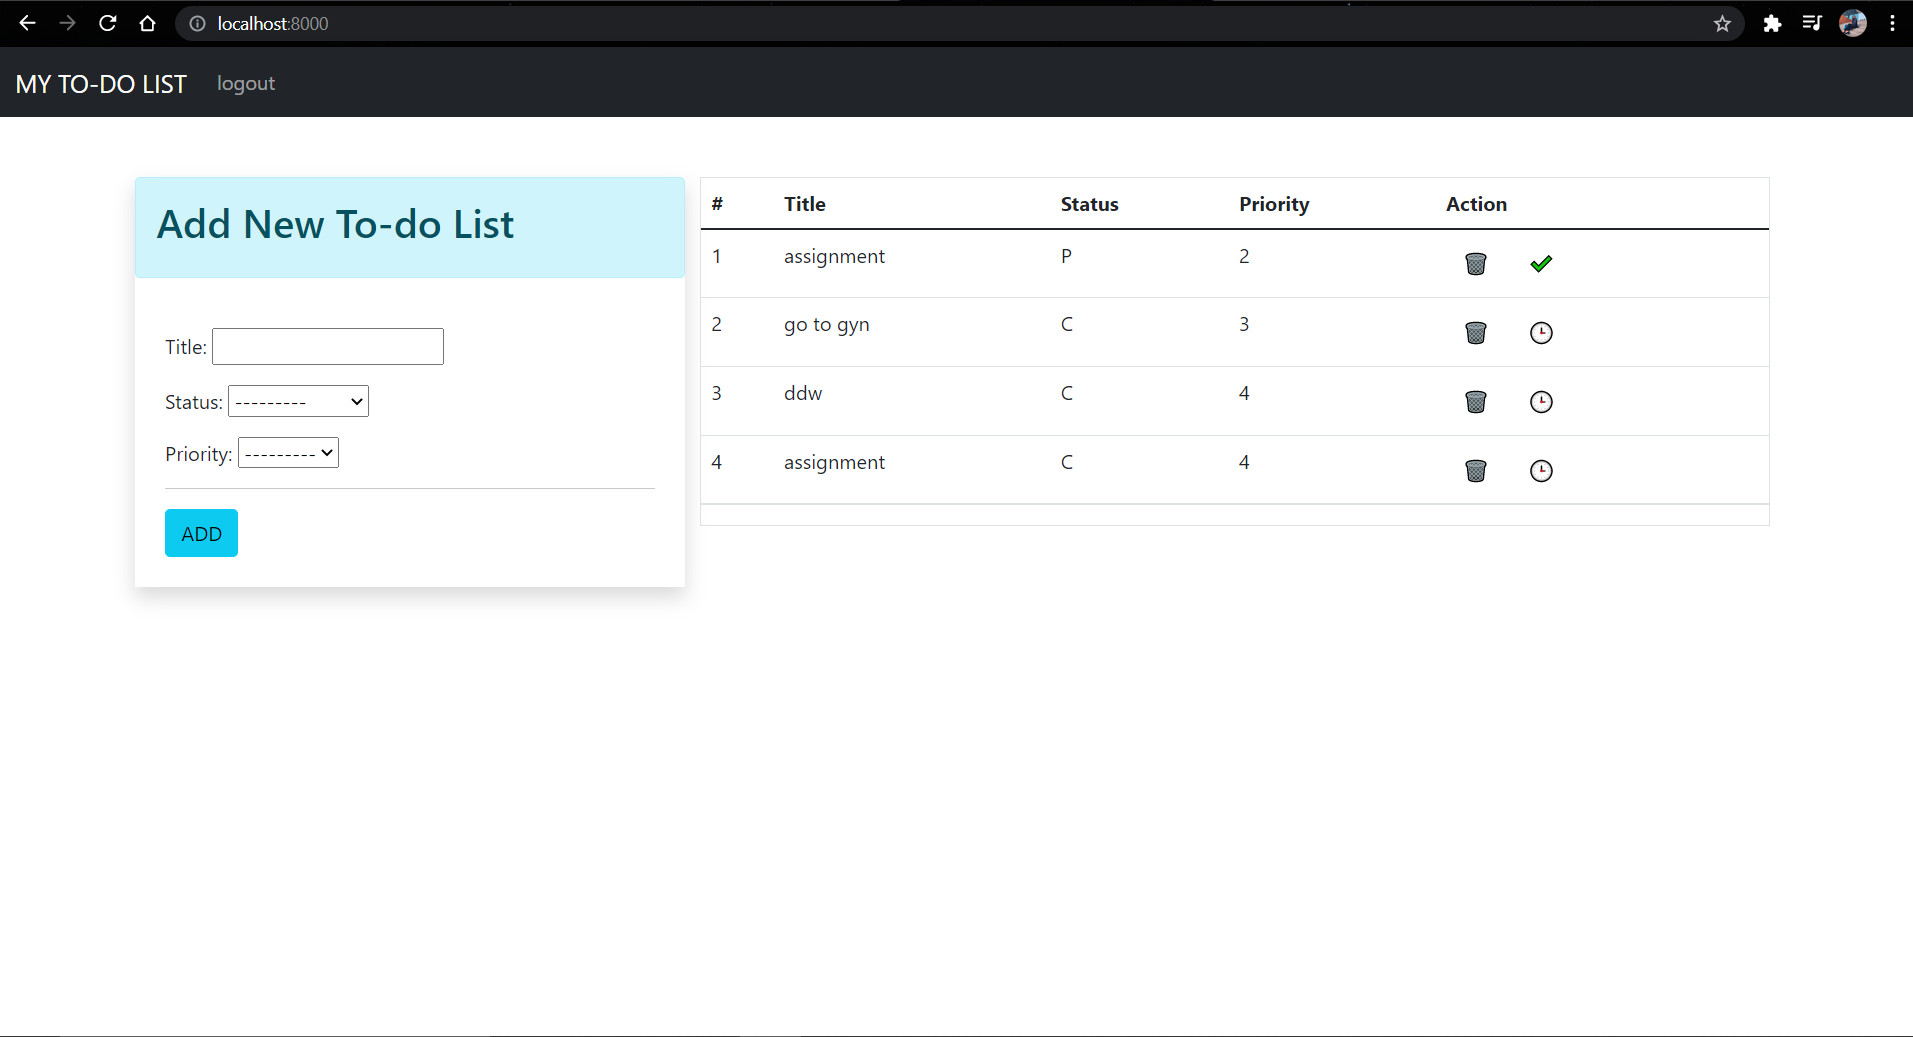 localhost:8000
MY TO-DO LIST logout
Add New To-do List
Title:
Status: ---------
Priority: ---------
ADD
# Title Status Priority Action
1 assignment P 2
2 go to gyn C 3
3 ddw C 4
4 assignment C 4